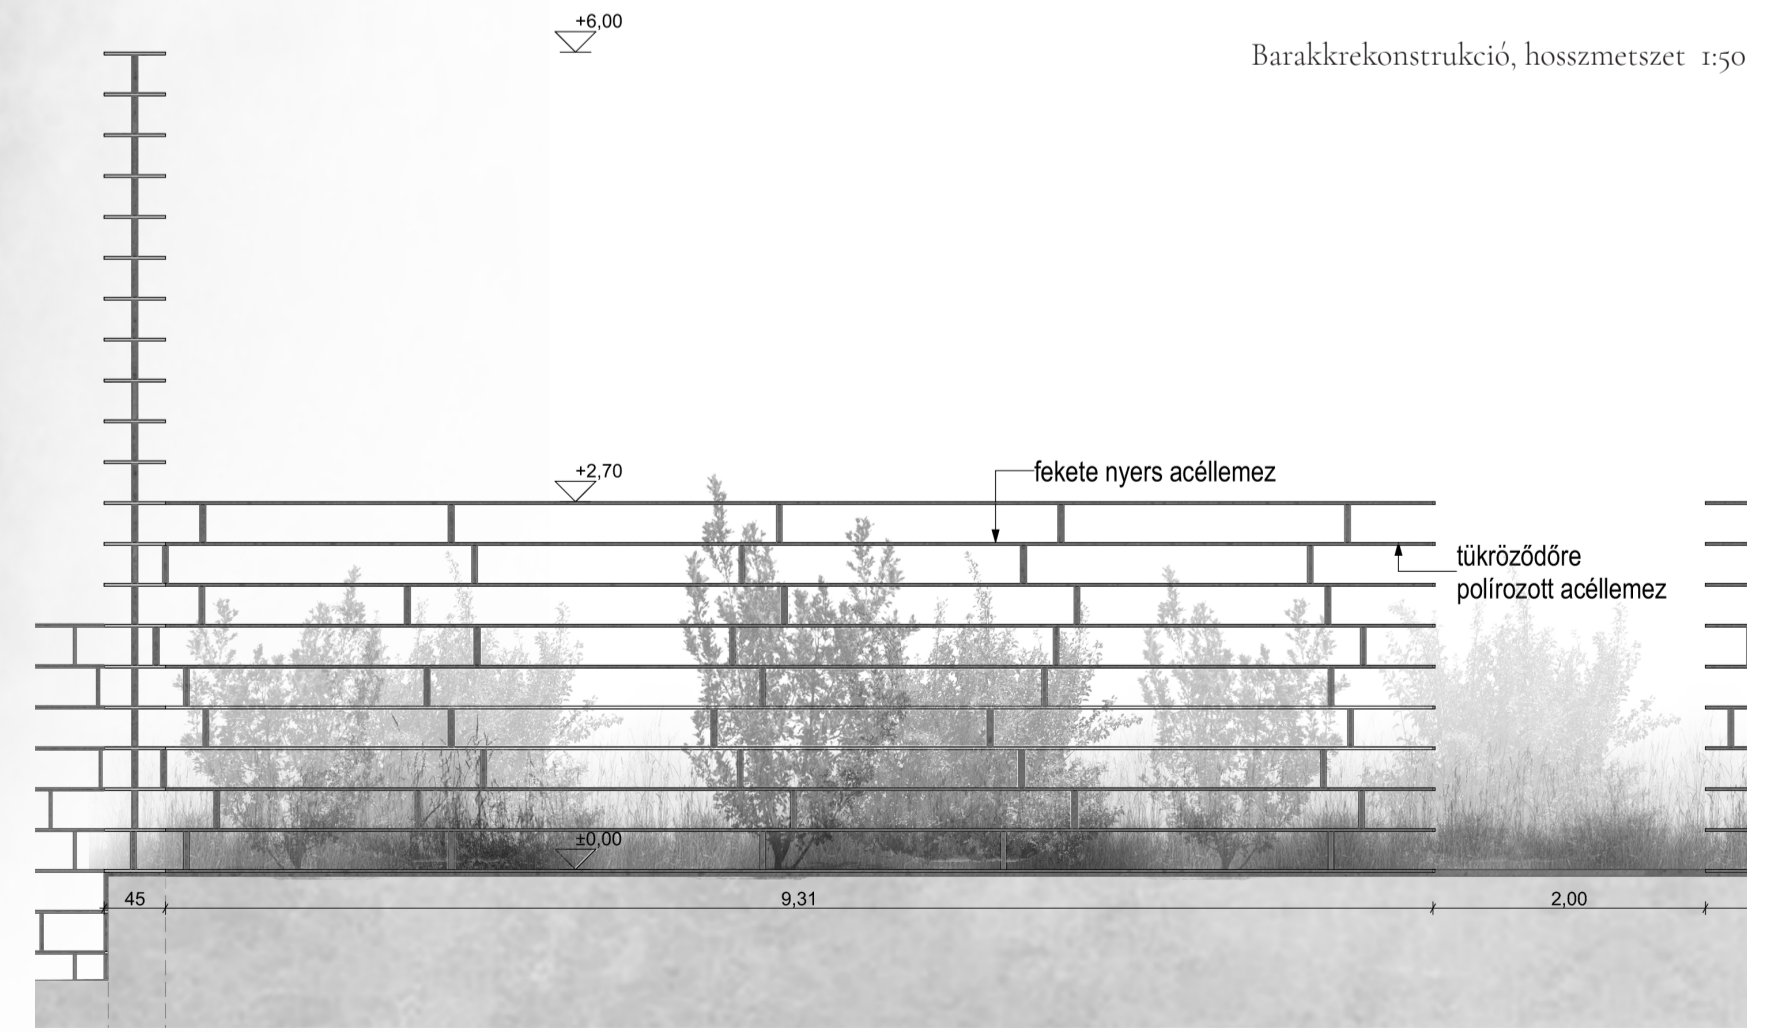 +6,00
Barakkrekonstrukció, hosszmetszet 1:50
+2,70
fekete nyers acéllemez
tükröződőre
polírozott acéllemez
±0,00
45
9,31
2,00